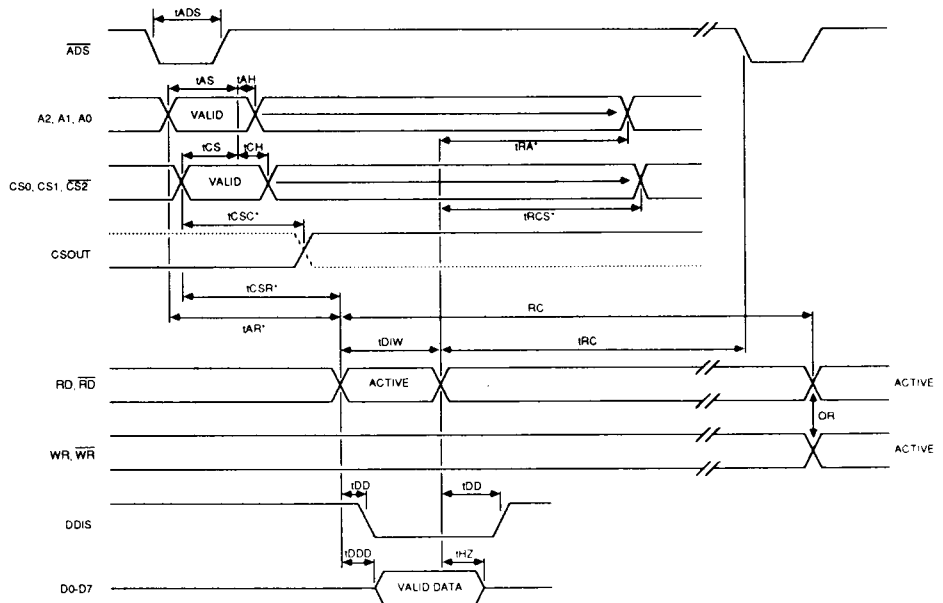 tADS
ADS
tAS tAH
A2, A1, A0 VALID
tRA*
tCS tCH
CS0, CS1, CS2 VALID
tCSC* tRCS*
CSOUT
tCSR*
RC
tAR* tRC
tDIW
RD, RD ACTIVE ACTIVE
OR
WR, WR ACTIVE
tDD tDD
DDIS
tDDD tHZ
D0-D7 VALID DATA